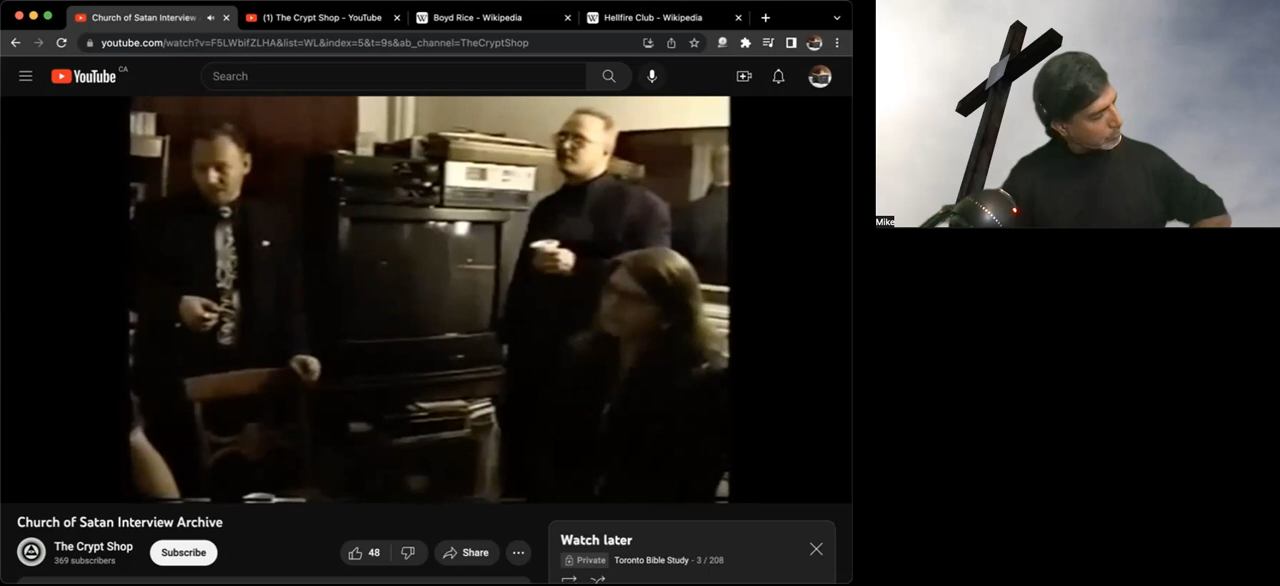 Church of Satan Interview
(1) The Crypt Shop - YouTube
Boyd Rice - Wikipedia
Hellfire Club - Wikipedia
youtube.com/watch?v=F5LWbifZLHA&list=WL&index=5&t=9s&ab_channel=TheCryptShop
YouTube CA
Search
Mike
Church of Satan Interview Archive
The Crypt Shop
369 subscribers
Subscribe
48
Share
Watch later
Private
Toronto Bible Study - 3 / 208